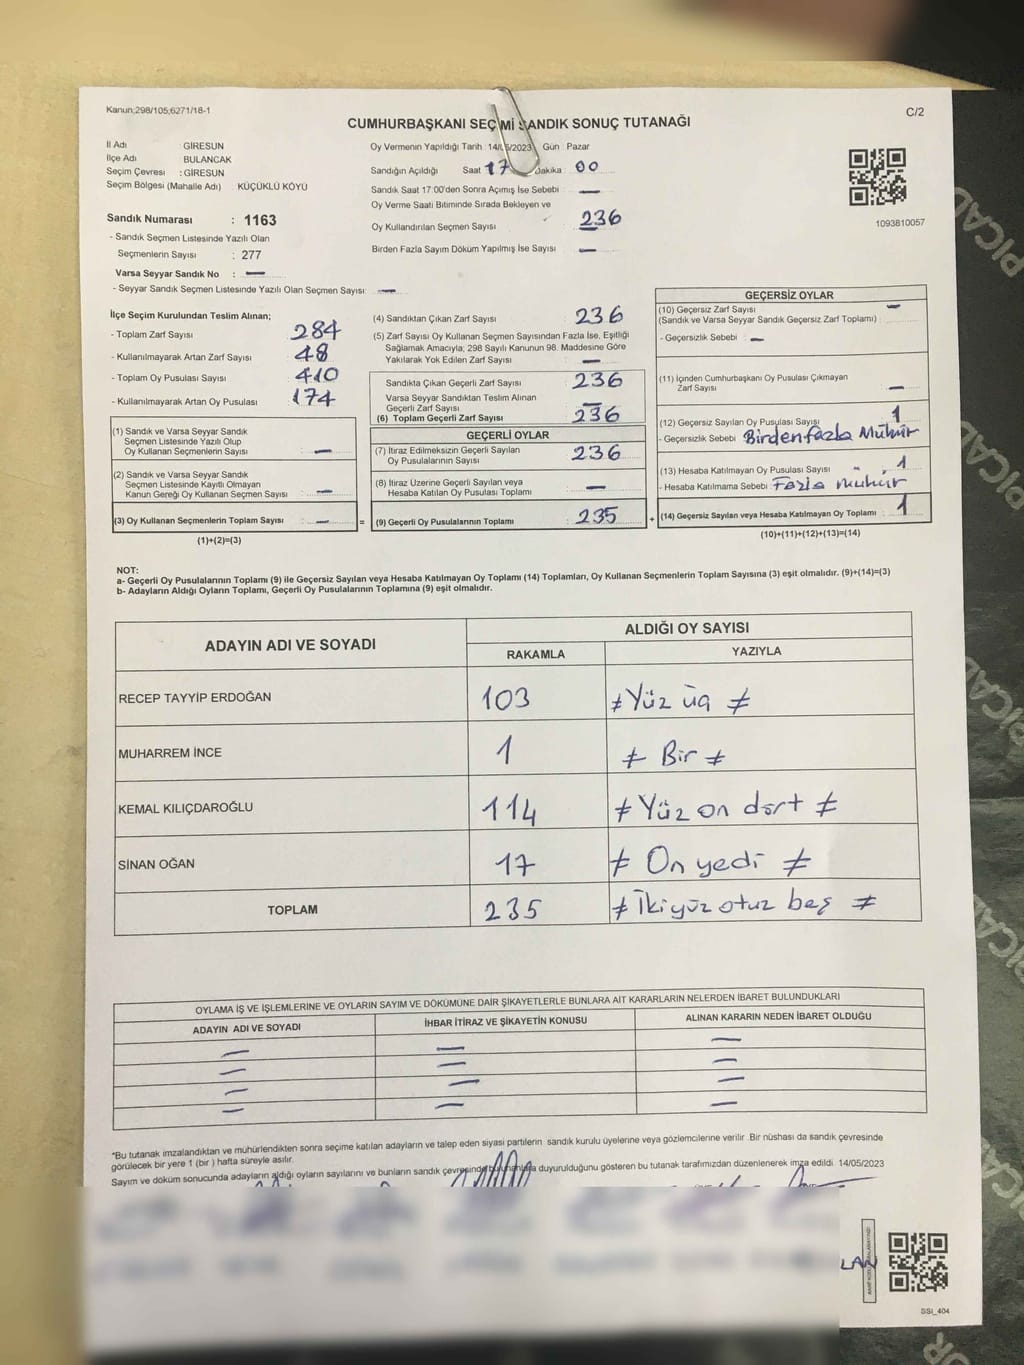 Kanun;298/105;6271/18-1
C/2
CUMHURBAŞKANI SEÇİMİ SANDIK SONUÇ TUTANAĞI
İl Adı : GİRESUN
İlçe Adı BULANCAK
Seçim Çevresi : GİRESUN
Seçim Bölgesi (Mahalle Adı) : KÜÇÜKLÜ KÖYÜ
Sandık Numarası : 1163
- Sandık Seçmen Listesinde Yazılı Olan
Seçmenlerin Sayısı : 277
Varsa Seyyar Sandık No : —
- Seyyar Sandık Seçmen Listesinde Yazılı Olan Seçmen Sayısı: —
Oy Vermenin Yapıldığı Tarih : 14/05/2023 Gün : Pazar
Sandığın Açıldığı Saat 17 Dakika 00
Sandık Saat 17:00'den Sonra Açımış İse Sebebi —
Oy Verme Saati Bitiminde Sırada Bekleyen ve
Oy Kullandırılan Seçmen Sayısı 236
Birden Fazla Sayım Döküm Yapılmış İse Sayısı —
1093810057
İlçe Seçim Kurulundan Teslim Alınan;
- Toplam Zarf Sayısı 284
- Kullanılmayarak Artan Zarf Sayısı 48
- Toplam Oy Pusulası Sayısı 410
- Kullanılmayarak Artan Oy Pusulası 174
(1) Sandık ve Varsa Seyyar Sandık
Seçmen Listesinde Yazılı Olup
Oy Kullanan Seçmenlerin Sayısı : —
(2) Sandık ve Varsa Seyyar Sandık
Seçmen Listesinde Kayıtlı Olmayan
Kanun Gereği Oy Kullanan Seçmen Sayısı : —
(3) Oy Kullanan Seçmenlerin Toplam Sayısı : — =
(1)+(2)=(3)
(4) Sandıktan Çıkan Zarf Sayısı 236
(5) Zarf Sayısı Oy Kullanan Seçmen Sayısından Fazla İse, Eşitliği
Sağlamak Amacıyla; 298 Sayılı Kanunun 98. Maddesine Göre
Yakılarak Yok Edilen Zarf Sayısı —
Sandıkta Çıkan Geçerli Zarf Sayısı 236
Varsa Seyyar Sandıktan Teslim Alınan
Geçerli Zarf Sayısı —
(6) Toplam Geçerli Zarf Sayısı 236
GEÇERLİ OYLAR
(7) İtiraz Edilmeksizin Geçerli Sayılan
Oy Pusulalarının Sayısı 236
(8) İtiraz Üzerine Geçerli Sayılan veya
Hesaba Katılan Oy Pusulası Toplamı —
(9) Geçerli Oy Pusulalarının Toplamı 235 +
GEÇERSİZ OYLAR
(10) Geçersiz Zarf Sayısı —
(Sandık ve Varsa Seyyar Sandık Geçersiz Zarf Toplamı)
- Geçersizlik Sebebi : —
(11) İçinden Cumhurbaşkanı Oy Pusulası Çıkmayan
Zarf Sayısı —
(12) Geçersiz Sayılan Oy Pusulası Sayısı 1
- Geçersizlik Sebebi Birden fazla Mühür
(13) Hesaba Katılmayan Oy Pusulası Sayısı 1
- Hesaba Katılmama Sebebi Fazla mühür
(14) Geçersiz Sayılan veya Hesaba Katılmayan Oy Toplamı : 1
(10)+(11)+(12)+(13)=(14)
NOT:
a- Geçerli Oy Pusulalarının Toplamı (9) ile Geçersiz Sayılan veya Hesaba Katılmayan Oy Toplamı (14) Toplamları, Oy Kullanan Seçmenlerin Toplam Sayısına (3) eşit olmalıdır. (9)+(14)=(3)
b- Adayların Aldığı Oyların Toplamı, Geçerli Oy Pusulalarının Toplamına (9) eşit olmalıdır.
ADAYIN ADI VE SOYADI
ALDIĞI OY SAYISI
RAKAMLA YAZIYLA
RECEP TAYYİP ERDOĞAN 103 ≠ Yüz üç ≠
MUHARREM İNCE 1 ≠ Bir ≠
KEMAL KILIÇDAROĞLU 114 ≠ Yüz on dört ≠
SİNAN OĞAN 17 ≠ On yedi ≠
TOPLAM 235 ≠ İki yüz otuz beş ≠
OYLAMA İŞ VE İŞLEMLERİNE VE OYLARIN SAYIM VE DÖKÜMÜNE DAİR ŞİKAYETLERLE BUNLARA AİT KARARLARIN NELERDEN İBARET BULUNDUKLARI
ADAYIN ADI VE SOYADI İHBAR İTİRAZ VE ŞİKAYETİN KONUSU ALINAN KARARIN NEDEN İBARET OLDUĞU
— — —
— — —
— — —
— — —
*Bu tutanak imzalandıktan ve mühürlendikten sonra seçime katılan adayların ve talep eden siyasi partilerin sandık kurulu üyelerine veya gözlemcilerine verilir .Bir nüshası da sandık çevresinde
görülecek bir yere 1 (bir ) hafta süreyle asılır.
Sayım ve döküm sonucunda adayların aldığı oyların sayılarını ve bunların sandık çevresinde duyurulduğunu gösteren bu tutanak tarafımızdan düzenlenerek imza edildi. 14/05/2023
LAN
SSI_404
PICAD
PICAD
PICAD
PICAD
PICAD